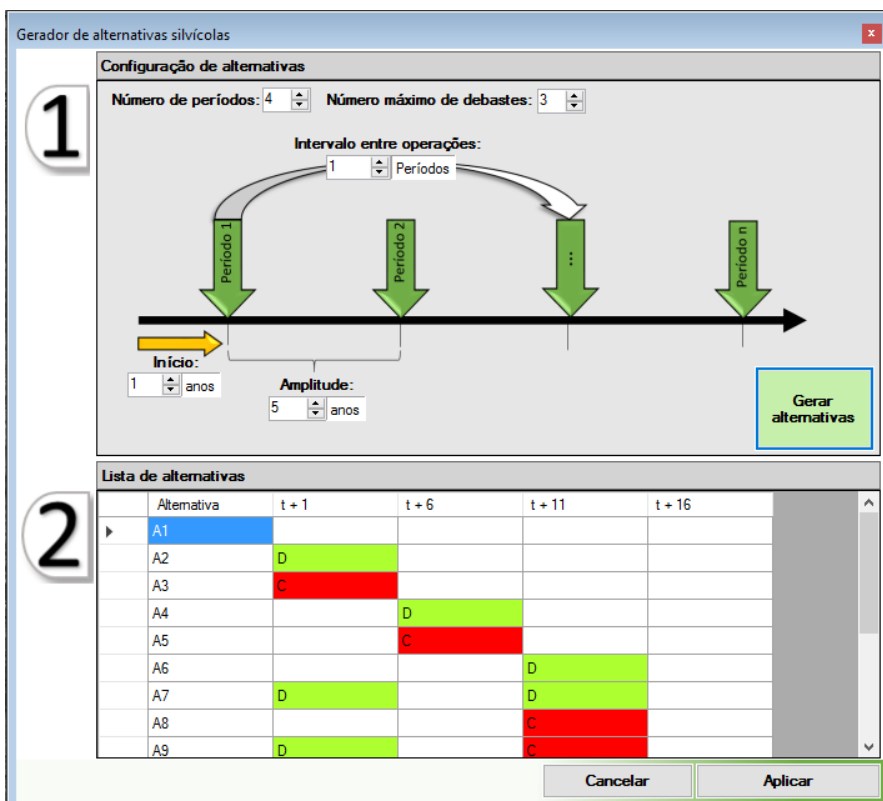 Gerador de alternativas silvícolas
x
Configuração de alternativas
1
Número de períodos: 4 Número máximo de debastes: 3
Intervalo entre operações:
1 Períodos
Período 1
Período 2
...
Período n
Início:
1 anos
Amplitude:
5 anos
Gerar
alternativas
Lista de alternativas
2
Alternativa t + 1 t + 6 t + 11 t + 16
A1
A2 D
A3 C
A4 D
A5 C
A6 D
A7 D D
A8 C
A9 D C
Cancelar Aplicar